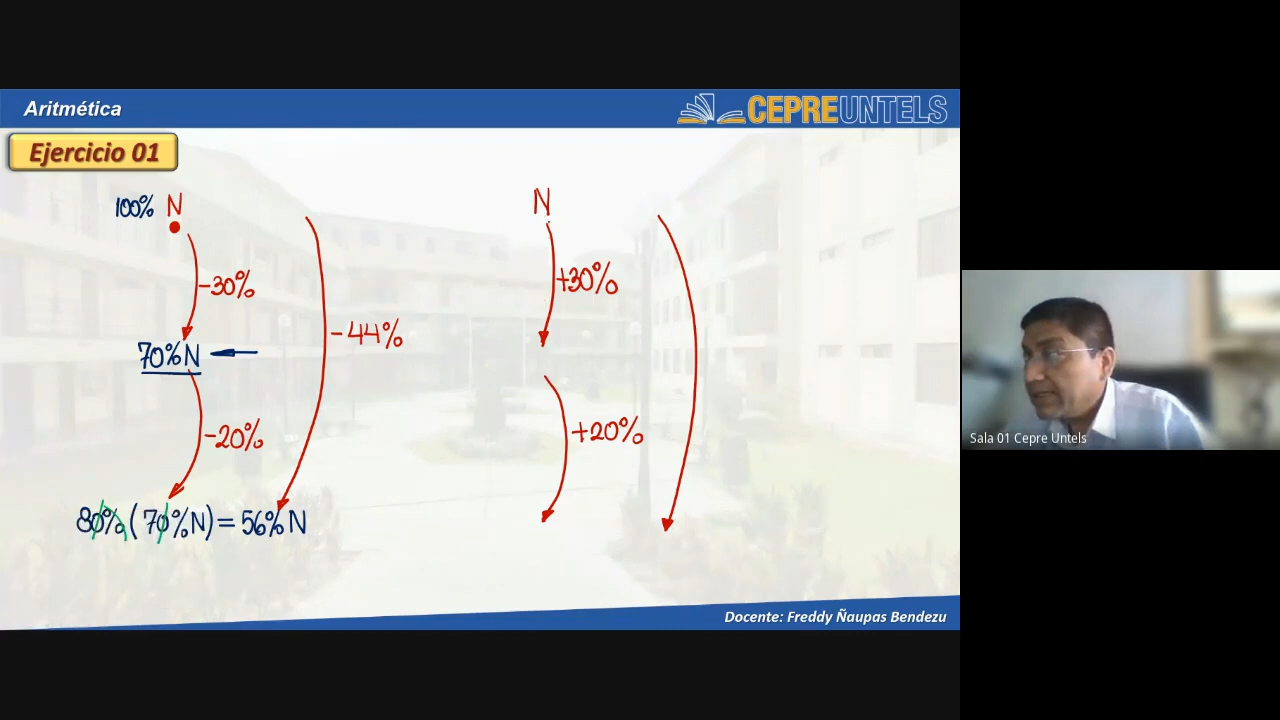 Aritmética
CEPREUNTELS
Ejercicio 01
100% N
-30%
70%N
-44%
-20%
80%(70%N)=56%N
N
+30%
+20%
Docente: Freddy Ñaupas Bendezu
Sala 01 Cepre Untels